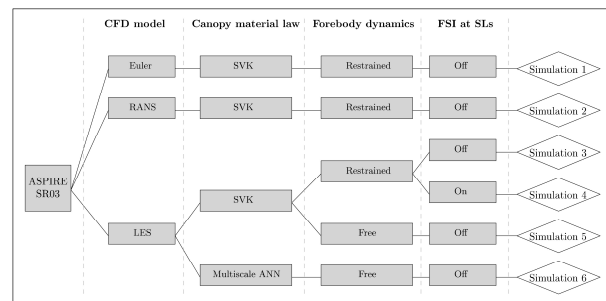 CFD model Canopy material law Forebody dynamics FSI at SLs
Euler SVK Restrained Off Simulation 1
RANS SVK Restrained Off Simulation 2
Off Simulation 3
Restrained
ASPIRE
SR03
On Simulation 4
SVK
LES Free Off Simulation 5
Multiscale ANN Free Off Simulation 6